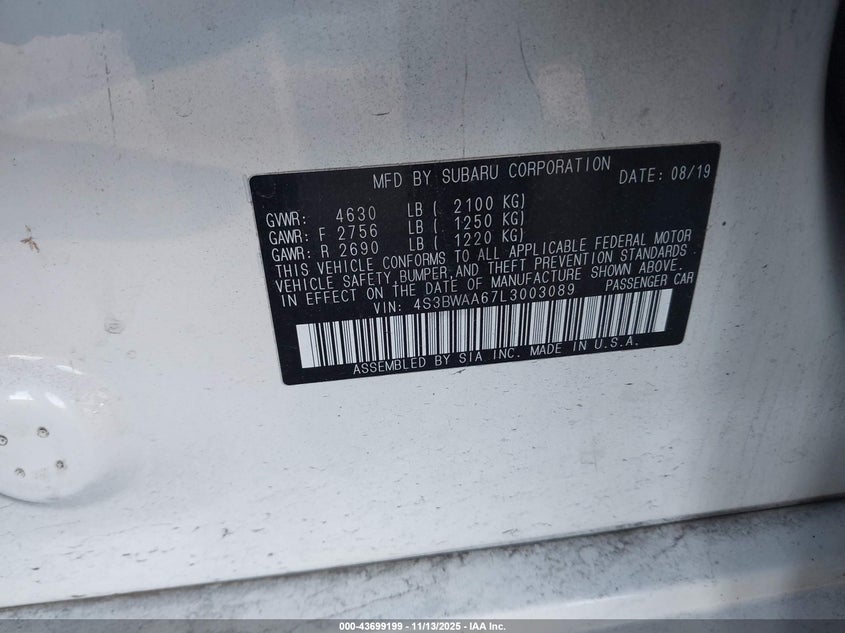 MFD BY SUBARU CORPORATION DATE: 08/19
GVWR: 4630 LB ( 2100 KG)
GAWR: F 2756 LB ( 1250 KG)
GAWR: R 2690 LB ( 1220 KG)
THIS VEHICLE CONFORMS TO ALL APPLICABLE FEDERAL MOTOR
VEHICLE SAFETY,BUMPER,AND THEFT PREVENTION STANDARDS
IN EFFECT ON THE DATE OF MANUFACTURE SHOWN ABOVE.
VIN: 4S3BWAA67L3003089 PASSENGER CAR
ASSEMBLED BY SIA INC. MADE IN U.S.A.
000-43699199 - 11/13/2025 - IAA Inc.